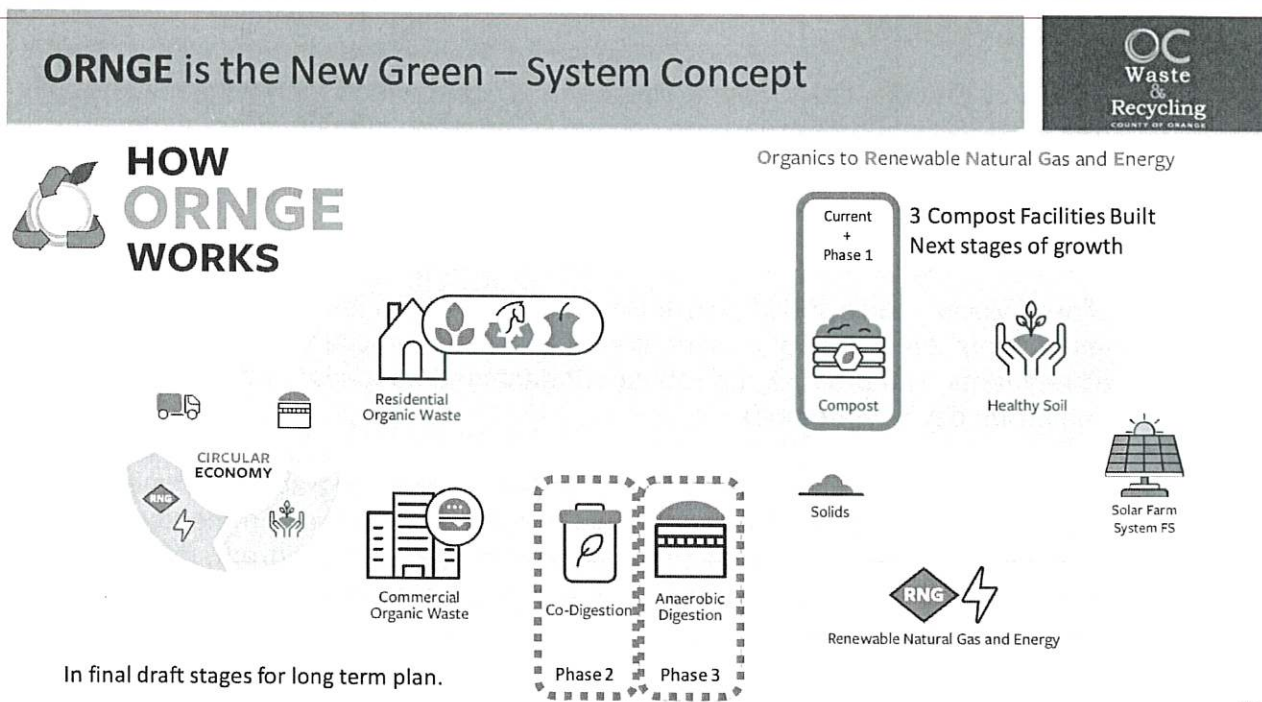 ORNGE is the New Green – System Concept
OC
Waste
&
Recycling
COUNTY OF ORANGE
HOW
ORNGE
WORKS
Organics to Renewable Natural Gas and Energy
Current
+
Phase 1
3 Compost Facilities Built
Next stages of growth
Compost
Healthy Soil
Residential
Organic Waste
CIRCULAR
ECONOMY
RNG
Commercial
Organic Waste
Co-Digestion
Phase 2
Anaerobic
Digestion
Phase 3
Solids
Solar Farm
System FS
RNG
Renewable Natural Gas and Energy
In final draft stages for long term plan.